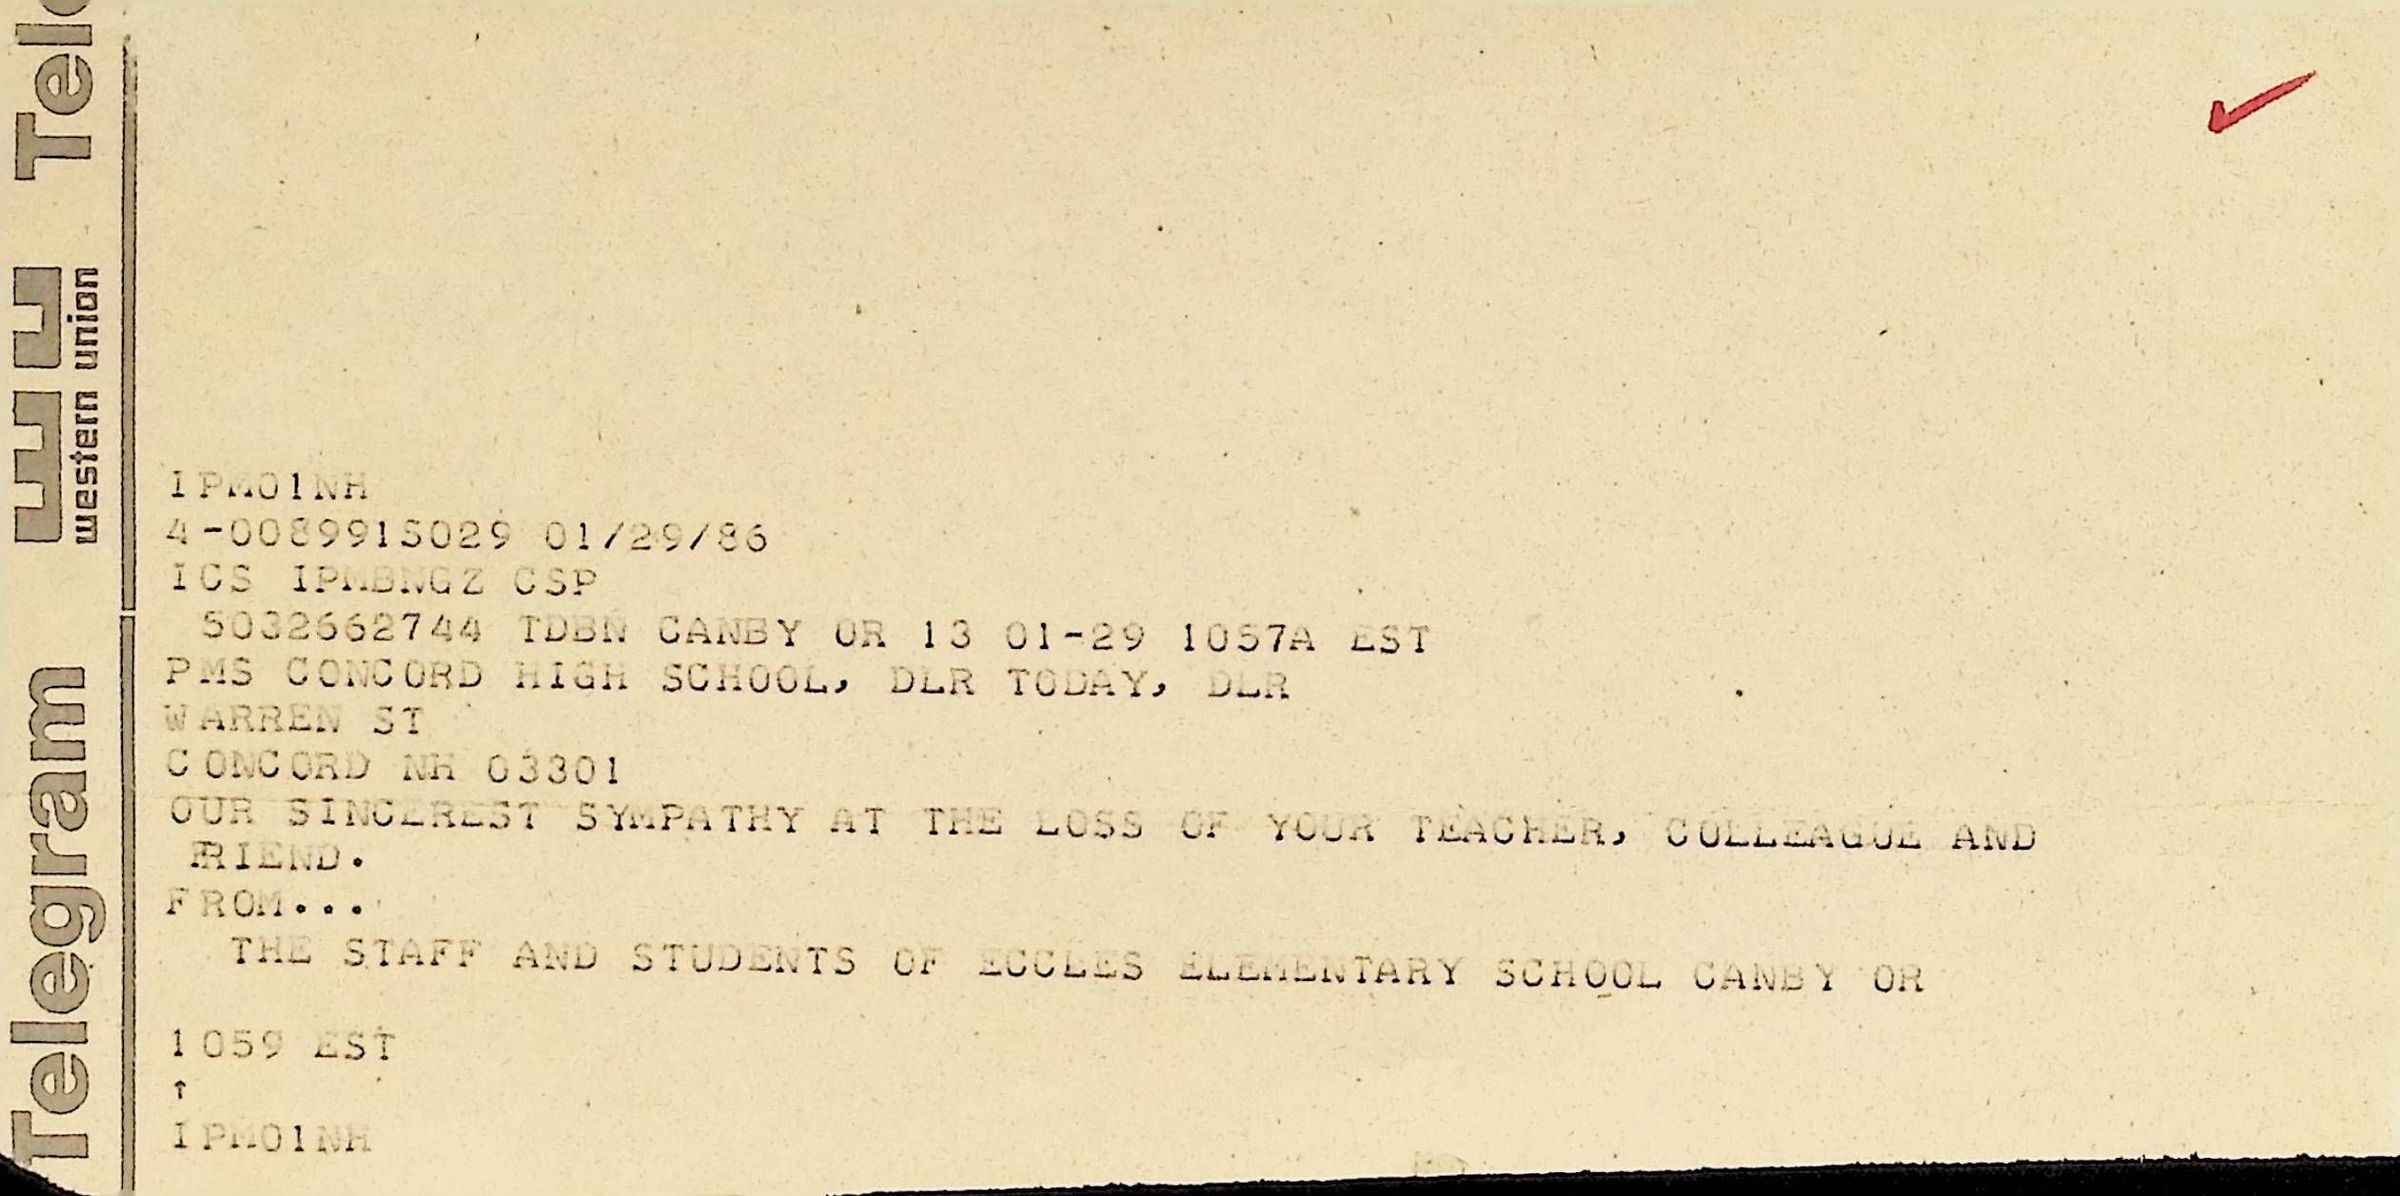 IPMO1NH
4-008991S029 01/29/86
ICS IPMBNGZ CSP
5032662744 TDBN CANBY OR 13 01-29 1057A EST
PMS CONCORD HIGH SCHOOL, DLR TODAY, DLR
WARREN ST
CONCORD NH 03301
OUR SINCEREST SYMPATHY AT THE LOSS OF YOUR TEACHER, COLLEAGUE AND
FRIEND.
FROM...
THE STAFF AND STUDENTS OF ECCLES ELEMENTARY SCHOOL CANBY OR
1059 EST
↑
IPMO1NH
Telegram
western union
Tele